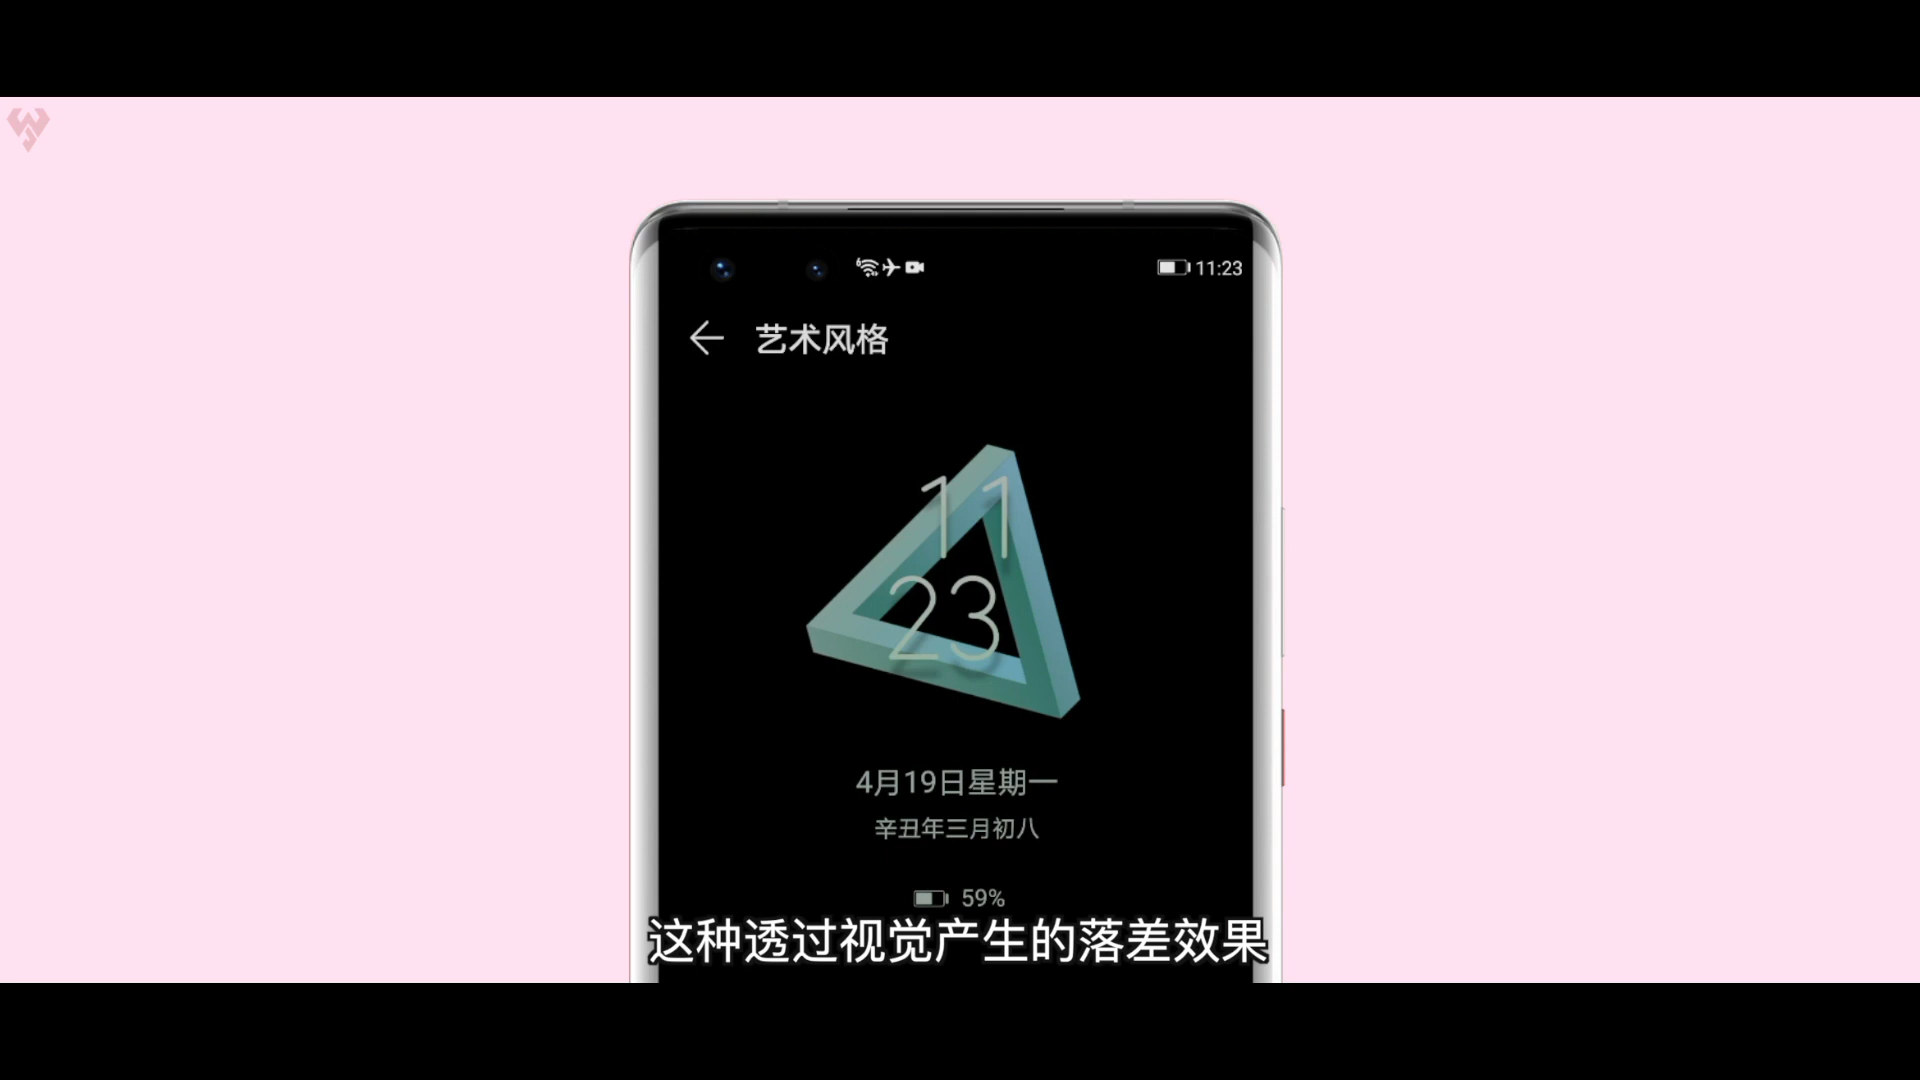 11:23
艺术风格
11
23
4月19日星期一
辛丑年三月初八
59%
这种透过视觉产生的落差效果